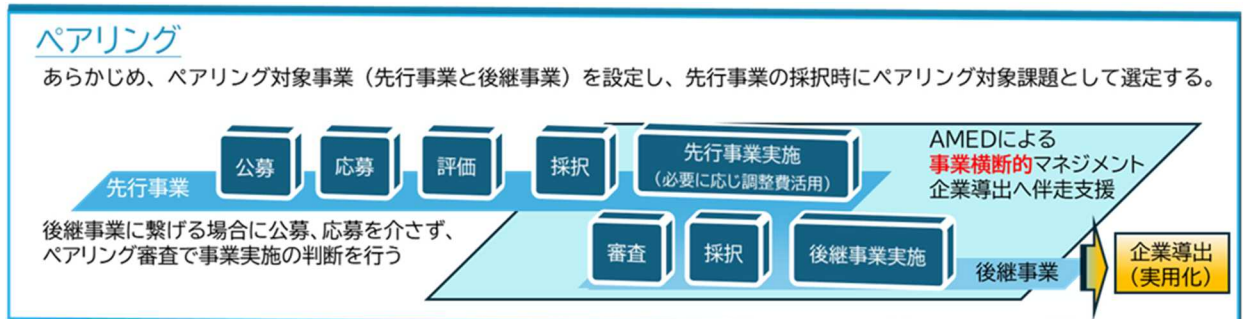 ペアリング
あらかじめ、ペアリング対象事業（先行事業と後継事業）を設定し、先行事業の採択時にペアリング対象課題として選定する。
先行事業
公募
応募
評価
採択
先行事業実施
（必要に応じ調整費活用）
AMEDによる
事業横断的マネジメント
企業導出へ伴走支援
後継事業に繋げる場合に公募、応募を介さず、
ペアリング審査で事業実施の判断を行う
審査
採択
後継事業実施
後継事業
企業導出
（実用化）